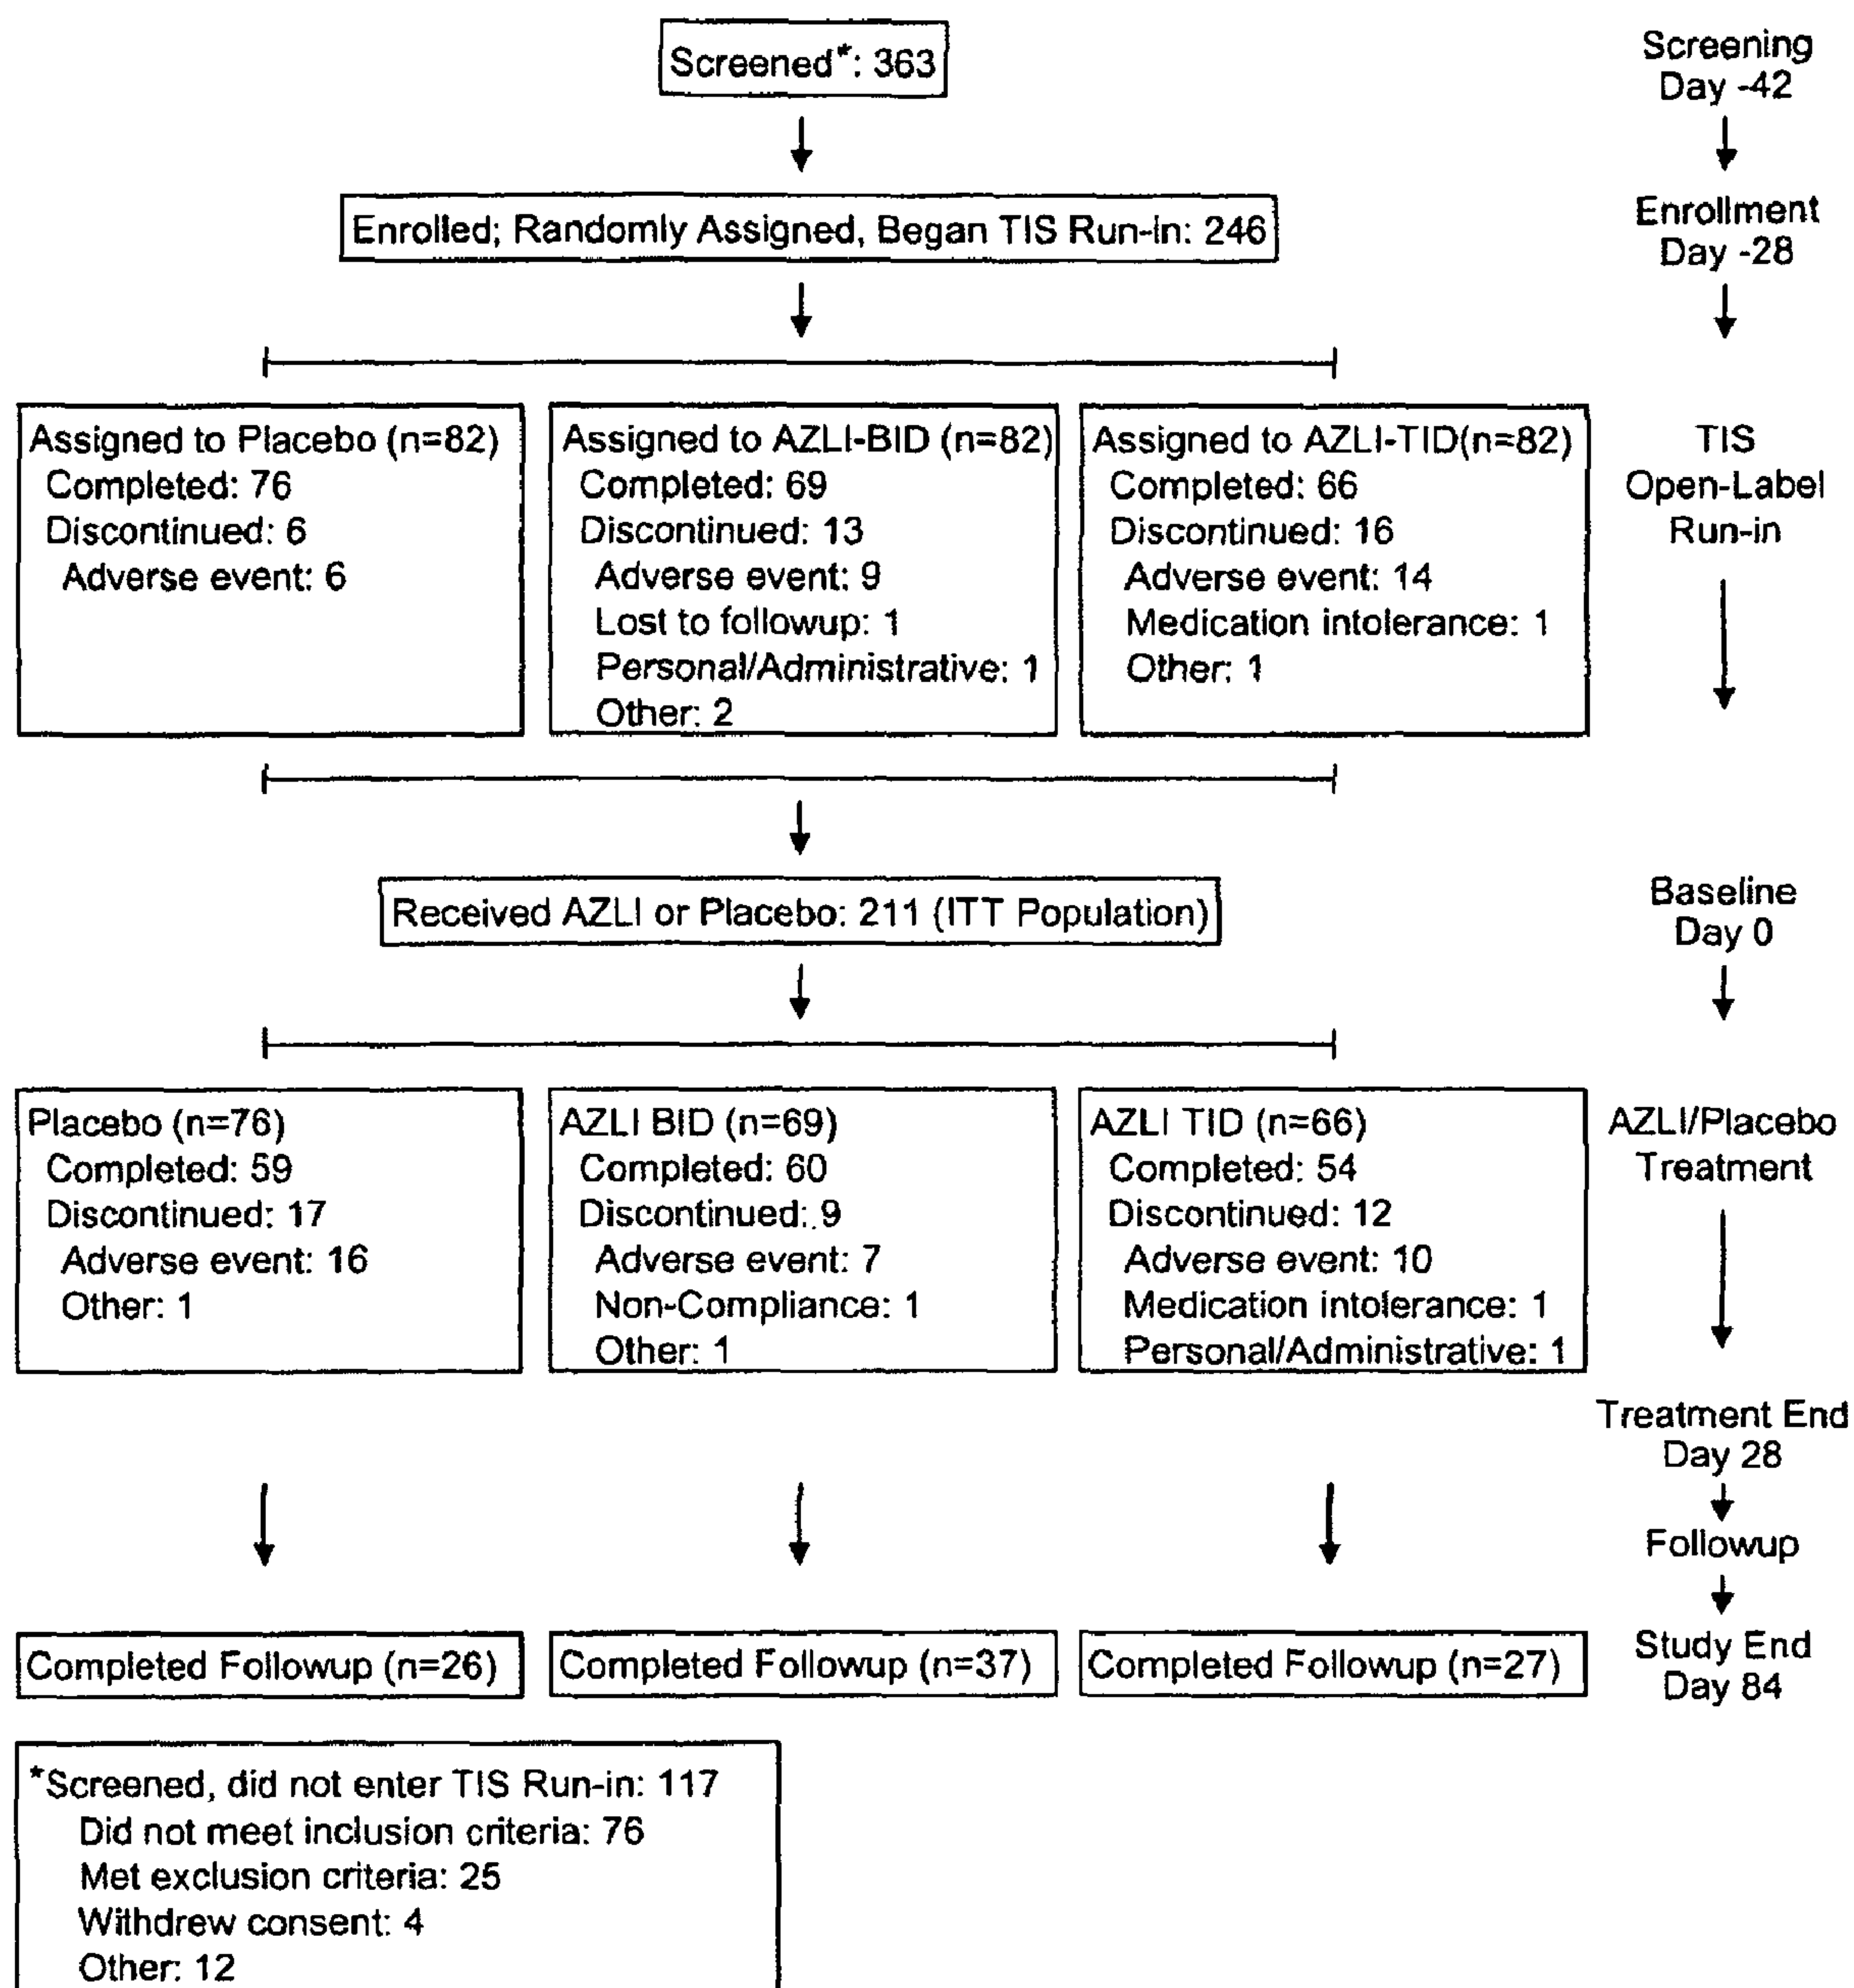 Screened*: 363
Screening
Day -42
Enrolled; Randomly Assigned, Began TIS Run-in: 246
Enrollment
Day -28
Assigned to Placebo (n=82)
Completed: 76
Discontinued: 6
Adverse event: 6
Assigned to AZLI-BID (n=82)
Completed: 69
Discontinued: 13
Adverse event: 9
Lost to followup: 1
Personal/Administrative: 1
Other: 2
Assigned to AZLI-TID(n=82)
Completed: 66
Discontinued: 16
Adverse event: 14
Medication intolerance: 1
Other: 1
TIS
Open-Label
Run-in
Received AZLI or Placebo: 211 (ITT Population)
Baseline
Day 0
Placebo (n=76)
Completed: 59
Discontinued: 17
Adverse event: 16
Other: 1
AZLI BID (n=69)
Completed: 60
Discontinued: 9
Adverse event: 7
Non-Compliance: 1
Other: 1
AZLI TID (n=66)
Completed: 54
Discontinued: 12
Adverse event: 10
Medication intolerance: 1
Personal/Administrative: 1
AZLI/Placebo
Treatment
Treatment End
Day 28
Followup
Completed Followup (n=26)
Completed Followup (n=37)
Completed Followup (n=27)
Study End
Day 84
*Screened, did not enter TIS Run-in: 117
Did not meet inclusion criteria: 76
Met exclusion criteria: 25
Withdrew consent: 4
Other: 12